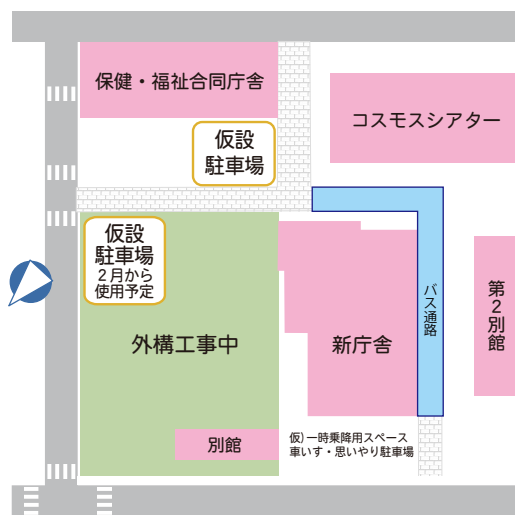 保健・福祉合同庁舎
コスモスシアター
仮設
駐車場
仮設
駐車場
2月から
使用予定
バス通路
第2別館
外構工事中
新庁舎
別館
仮)一時乗降用スペース
車いす・思いやり駐車場